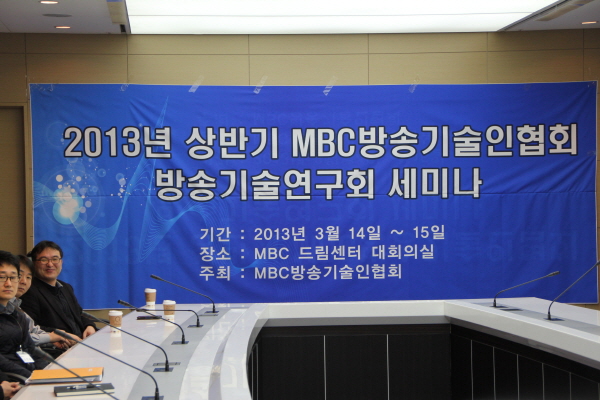 2013년 상반기 MBC방송기술인협회
방송기술연구회 세미나
기간 : 2013년 3월 14일 ~ 15일
장소 : MBC 드림센터 대회의실
주최 : MBC방송기술인협회